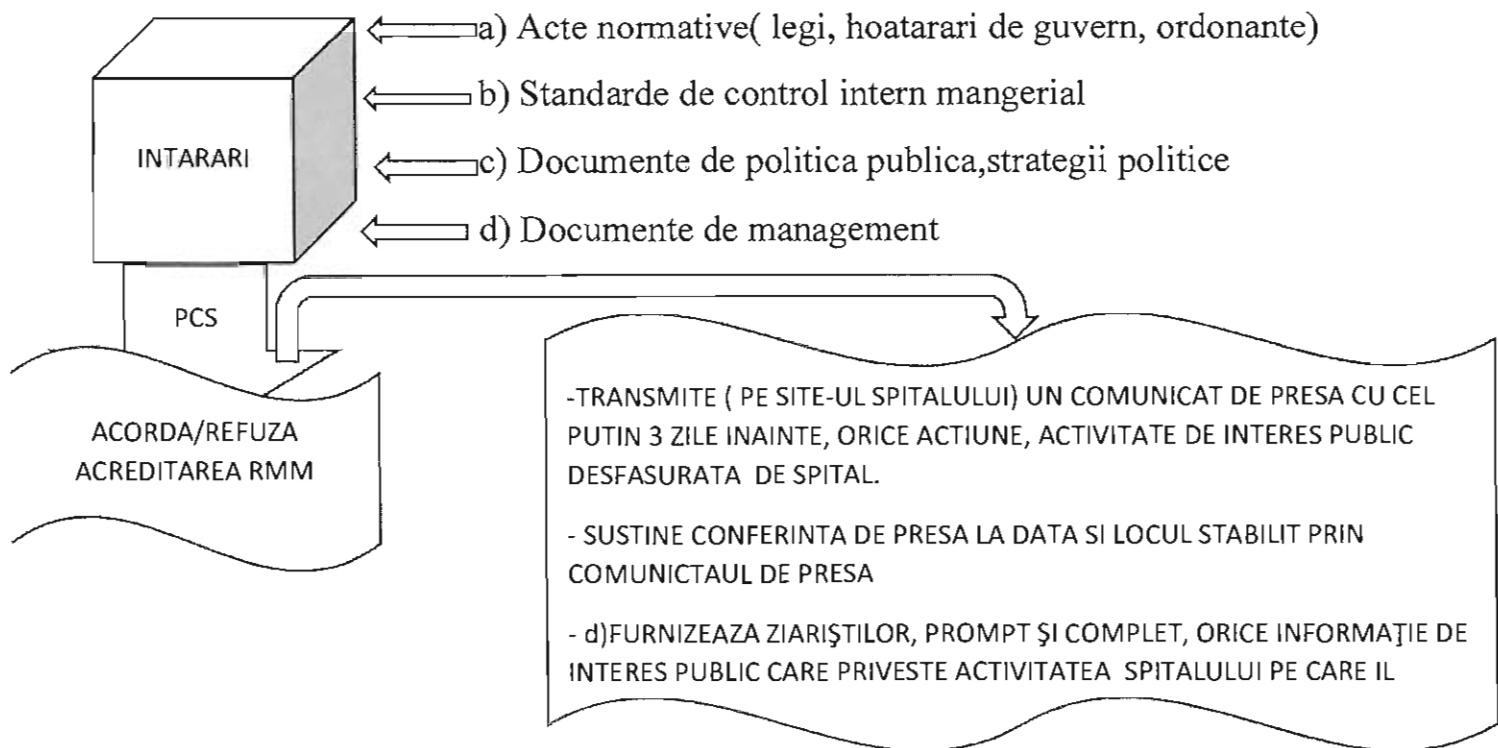 a) Acte normative( legi, hoatarari de guvern, ordonante)
b) Standarde de control intern mangerial
INTARARI
c) Documente de politica publica,strategii politice
d) Documente de management
PCS
ACORDA/REFUZA
ACREDITAREA RMM
-TRANSMITE ( PE SITE-UL SPITALULUI) UN COMUNICAT DE PRESA CU CEL
PUTIN 3 ZILE INAINTE, ORICE ACTIUNE, ACTIVITATE DE INTERES PUBLIC
DESFASURATA DE SPITAL.
- SUSTINE CONFERINTA DE PRESA LA DATA SI LOCUL STABILIT PRIN
COMUNICTAUL DE PRESA
- d)FURNIZEAZA ZIARIŞTILOR, PROMPT ŞI COMPLET, ORICE INFORMAŢIE DE
INTERES PUBLIC CARE PRIVESTE ACTIVITATEA SPITALULUI PE CARE IL